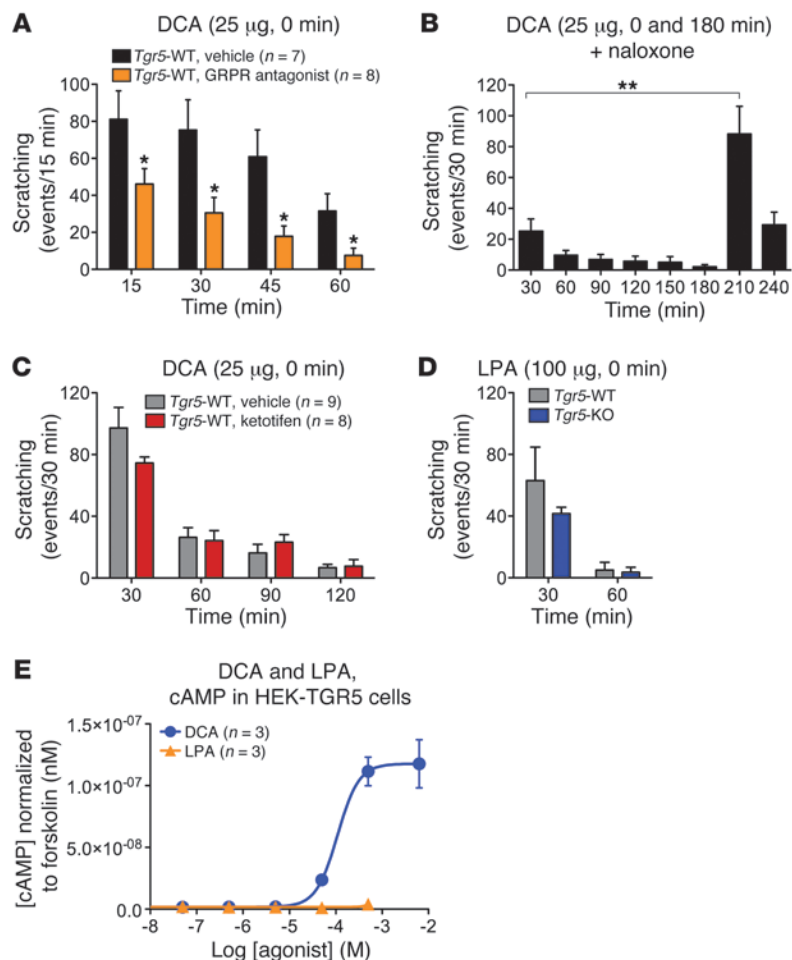 A
DCA (25 µg, 0 min)
Tgr5-WT, vehicle (n = 7)
Tgr5-WT, GRPR antagonist (n = 8)
Scratching
(events/15 min)
100
80
60
40
20
0
*
*
*
*
15 30 45 60
Time (min)
B
DCA (25 µg, 0 and 180 min)
+ naloxone
Scratching
(events/30 min)
120
100
80
60
40
20
0
**
30 60 90 120 150 180 210 240
Time (min)
C
DCA (25 µg, 0 min)
Tgr5-WT, vehicle (n = 9)
Tgr5-WT, ketotifen (n = 8)
Scratching
(events/30 min)
120
80
40
0
30 60 90 120
Time (min)
D
LPA (100 µg, 0 min)
Tgr5-WT
Tgr5-KO
Scratching
(events/30 min)
120
80
40
0
30 60
Time (min)
E
DCA and LPA,
cAMP in HEK-TGR5 cells
DCA (n = 3)
LPA (n = 3)
[cAMP] normalized
to forskolin (nM)
1.5×10⁻⁰⁷
1.0×10⁻⁰⁷
5.0×10⁻⁰⁸
0.0
-8 -7 -6 -5 -4 -3 -2
Log [agonist] (M)